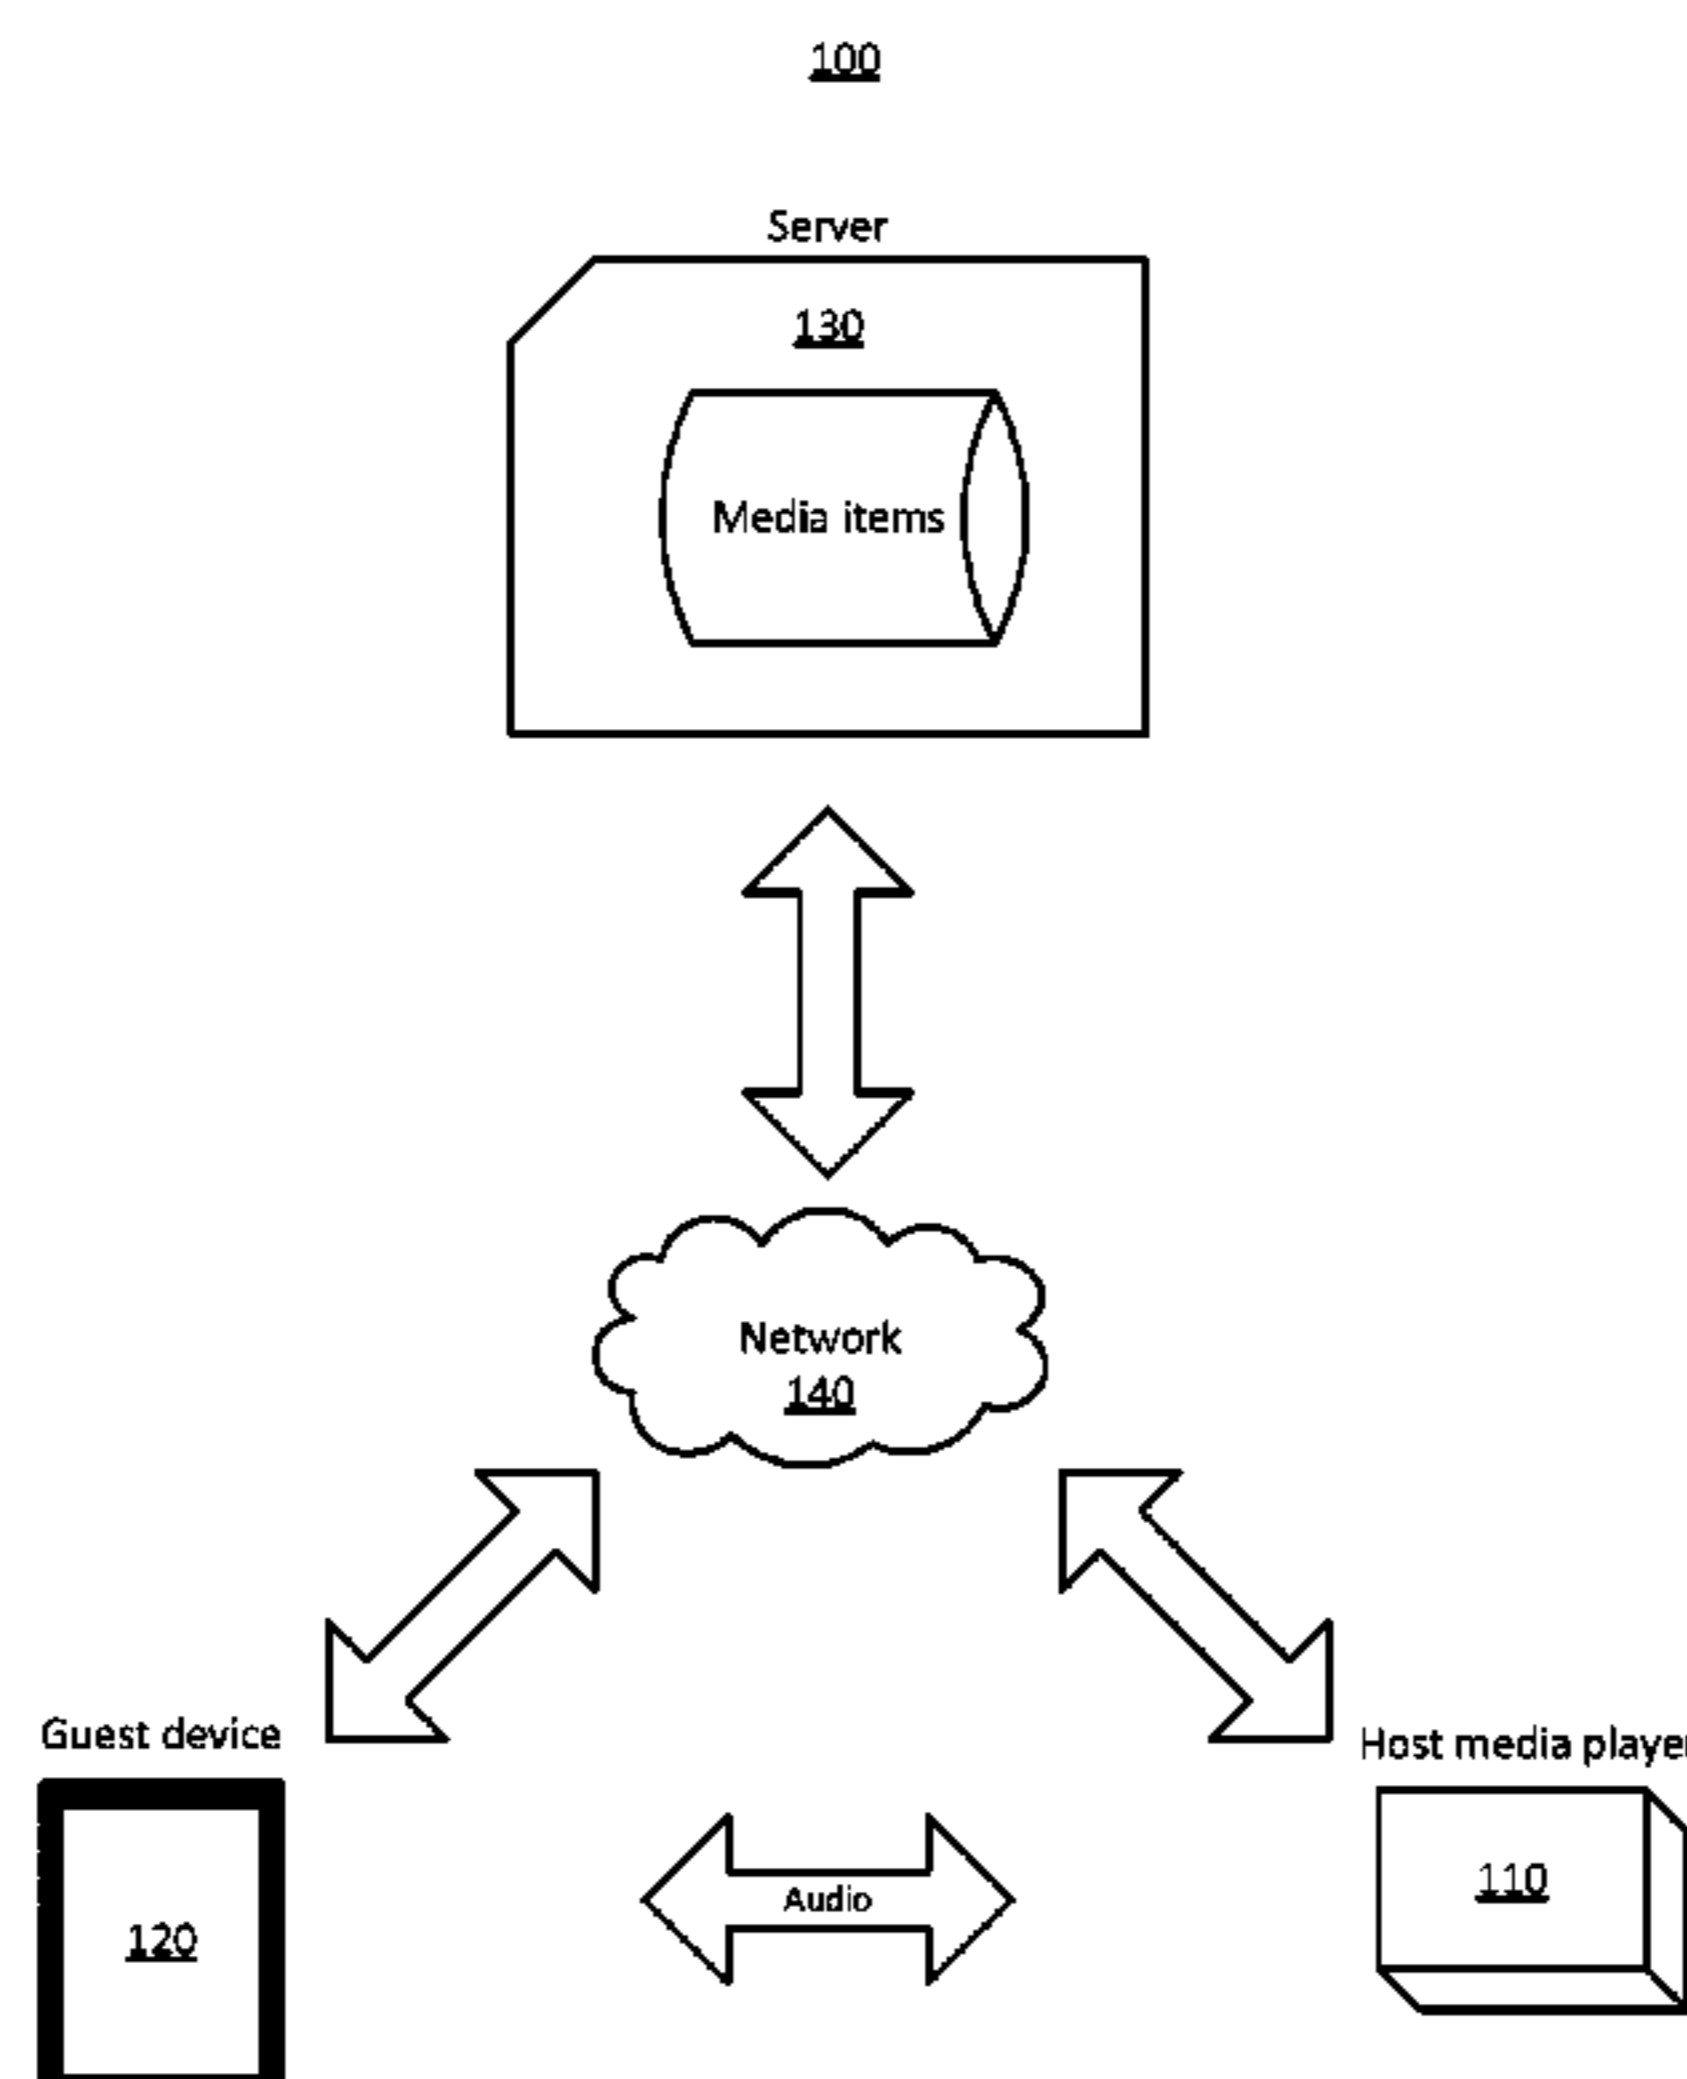 100
Server
130
Media items
Network
140
Guest device
Host media player
Audio
110
120